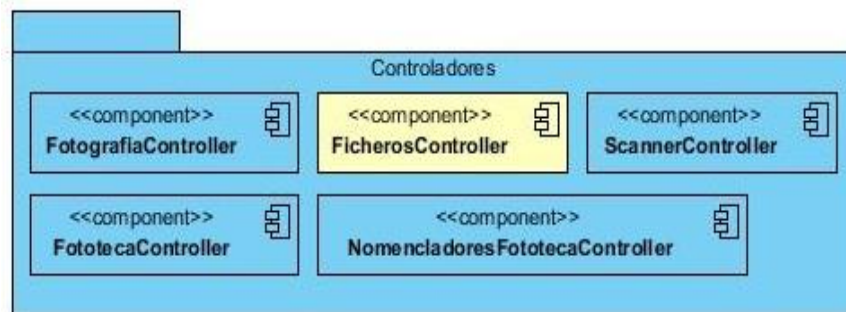 Controladores
<<component>>
FotografiaController
<<component>>
FicherosController
<<component>>
ScannerController
<<component>>
FototecaController
<<component>>
NomencladoresFototecaController